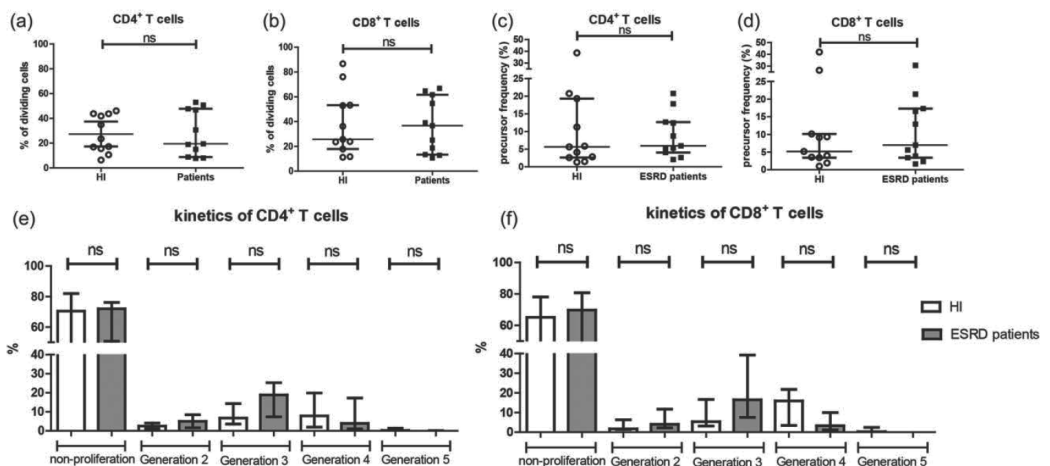 (a)
CD4+ T cells
ns
% of dividing cells
100
80
60
40
20
0
HI
Patients
(b)
CD8+ T cells
ns
% of dividing cells
100
80
60
40
20
0
HI
Patients
(c)
CD4+ T cells
ns
precursor frequency (%)
50
40
30
25
20
15
10
5
0
HI
ESRD patients
(d)
CD8+ T cells
ns
precursor frequency (%)
50
40
30
25
20
15
10
5
0
HI
ESRD patients
(e)
kinetics of CD4+ T cells
ns
ns
ns
ns
ns
%
100
80
60
40
30
20
10
0
non-proliferation
Generation 2
Generation 3
Generation 4
Generation 5
(f)
kinetics of CD8+ T cells
ns
ns
ns
ns
ns
%
100
80
60
40
30
20
10
0
non-proliferation
Generation 2
Generation 3
Generation 4
Generation 5
HI
ESRD patients